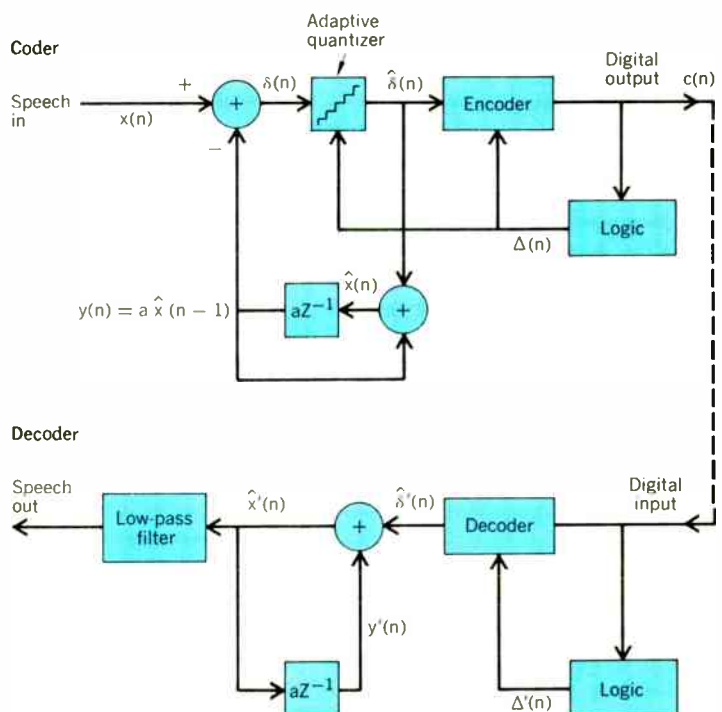 Coder
Adaptive
quantizer
Speech
in
+
x(n)
+
−
δ(n)
δ̂(n)
Encoder
Digital
output
c(n)
Logic
Δ(n)
y(n) = a x̂ (n − 1)
aZ⁻¹
x̂(n)
+
Decoder
Speech
out
Low-pass
filter
x̂'(n)
+
δ̂'(n)
Decoder
Digital
input
y'(n)
aZ⁻¹
Δ'(n)
Logic